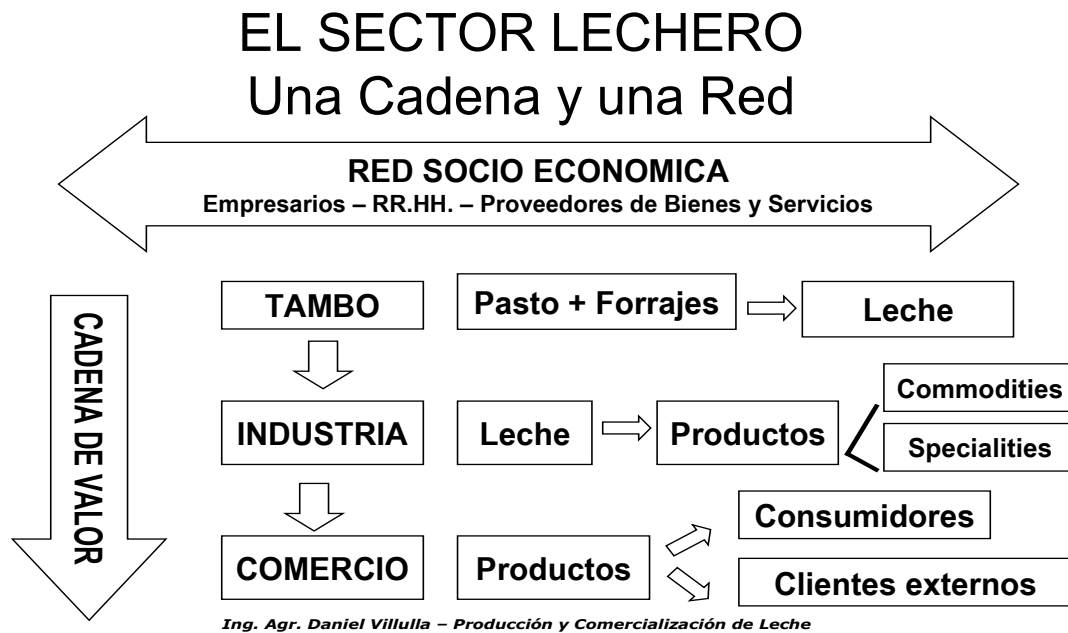 EL SECTOR LECHERO
Una Cadena y una Red
RED SOCIO ECONOMICA
Empresarios – RR.HH. – Proveedores de Bienes y Servicios
CADENA DE VALOR
TAMBO
Pasto + Forrajes
Leche
INDUSTRIA
Leche
Productos
Commodities
Specialities
COMERCIO
Productos
Consumidores
Clientes externos
Ing. Agr. Daniel Villulla – Producción y Comercialización de Leche